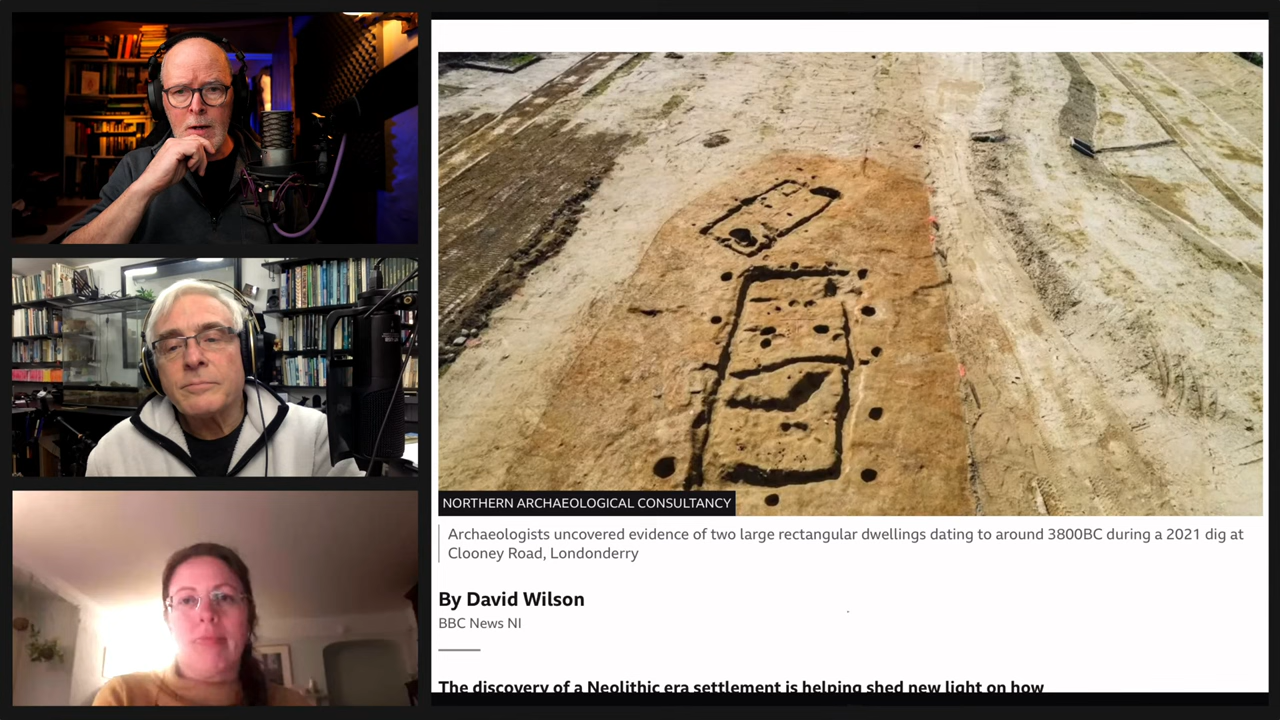 NORTHERN ARCHAEOLOGICAL CONSULTANCY
Archaeologists uncovered evidence of two large rectangular dwellings dating to around 3800BC during a 2021 dig at
Clooney Road, Londonderry
By David Wilson
BBC News NI
The discovery of a Neolithic era settlement is helping shed new light on how